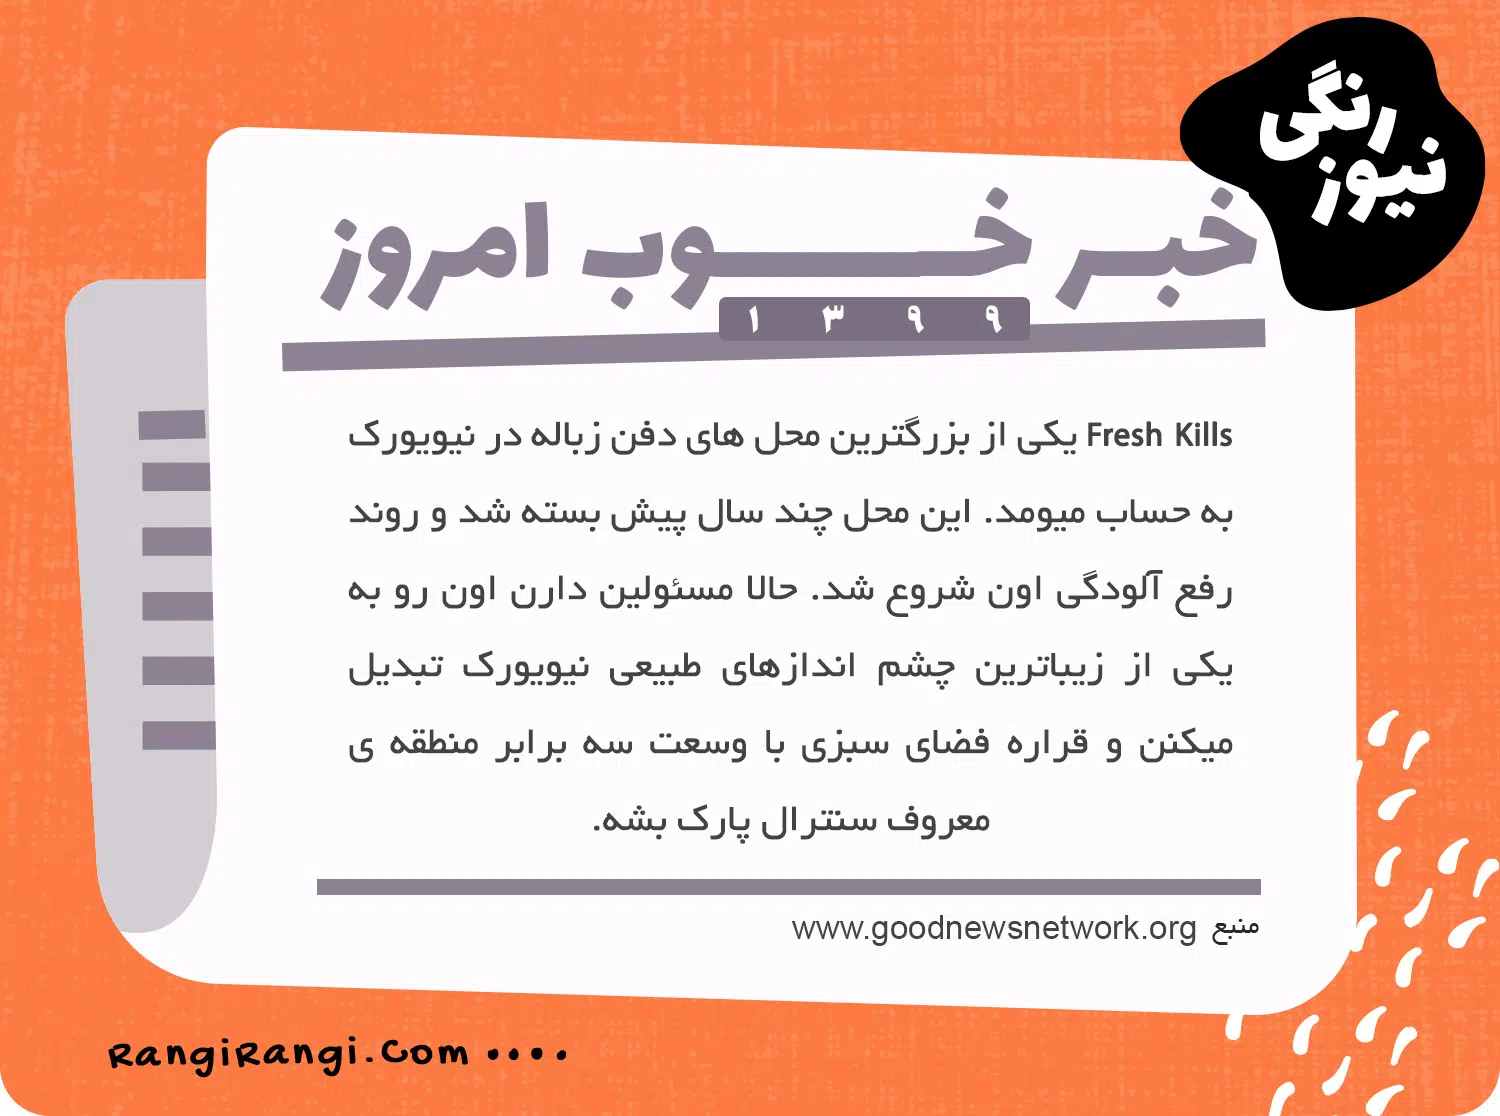 رنگی
نیوز
خبر خوب امروز
۱۳۹۹
Fresh Kills یکی از بزرگترین محل های دفن زباله در نیویورک
به حساب میومد. این محل چند سال پیش بسته شد و روند
رفع آلودگی اون شروع شد. حالا مسئولین دارن اون رو به
یکی از زیباترین چشم اندازهای طبیعی نیویورک تبدیل
میکنن و قراره فضای سبزی با وسعت سه برابر منطقه ی
معروف سنترال پارک بشه.
منبع www.goodnewsnetwork.org
RangiRangi.Com ....